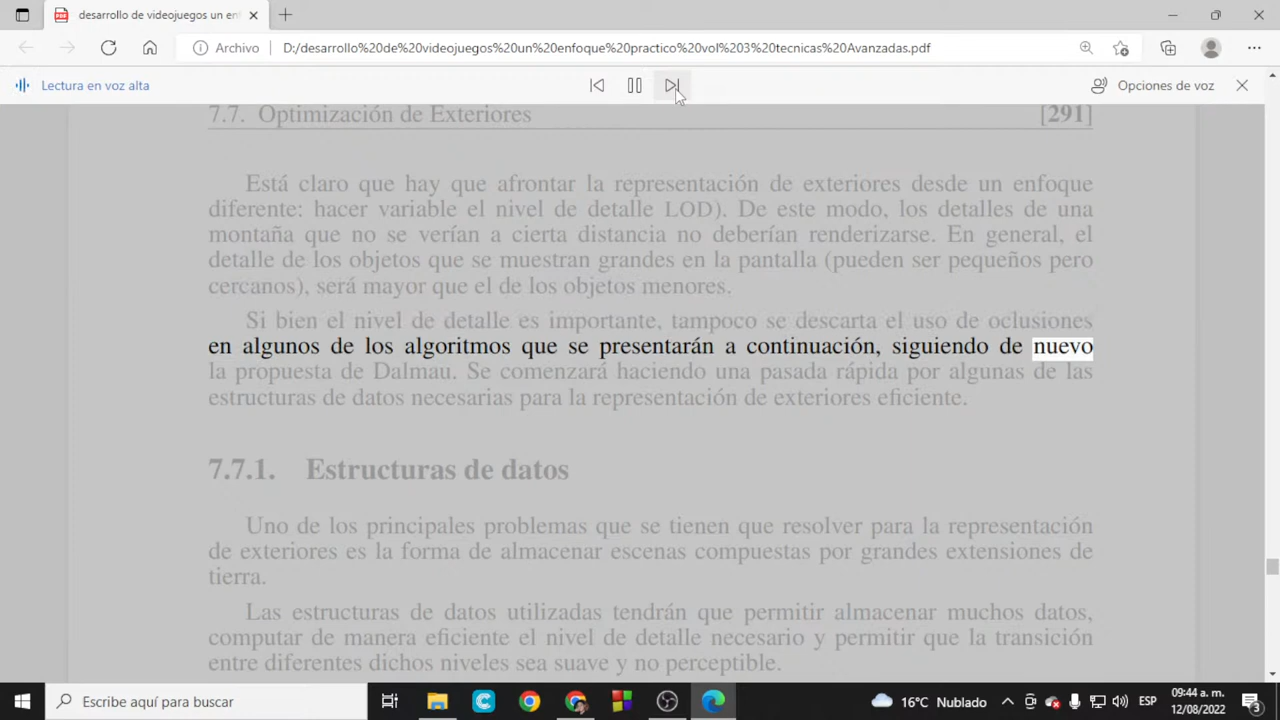 desarrollo de videojuegos un en
Archivo
D:/desarrollo%20de%20videojuegos%20un%20enfoque%20practico%20vol%203%20tecnicas%20Avanzadas.pdf
Lectura en voz alta
Opciones de voz
7.7. Optimización de Exteriores [291]
Está claro que hay que afrontar la representación de exteriores desde un enfoque
diferente: hacer variable el nivel de detalle LOD). De este modo, los detalles de una
montaña que no se verían a cierta distancia no deberían renderizarse. En general, el
detalle de los objetos que se muestran grandes en la pantalla (pueden ser pequeños pero
cercanos), será mayor que el de los objetos menores.
Si bien el nivel de detalle es importante, tampoco se descarta el uso de oclusiones
en algunos de los algoritmos que se presentarán a continuación, siguiendo de nuevo
la propuesta de Dalmau. Se comenzará haciendo una pasada rápida por algunas de las
estructuras de datos necesarias para la representación de exteriores eficiente.
7.7.1. Estructuras de datos
Uno de los principales problemas que se tienen que resolver para la representación
de exteriores es la forma de almacenar escenas compuestas por grandes extensiones de
tierra.
Las estructuras de datos utilizadas tendrán que permitir almacenar muchos datos,
computar de manera eficiente el nivel de detalle necesario y permitir que la transición
entre diferentes dichos niveles sea suave y no perceptible.
Escribe aquí para buscar
16°C Nublado
ESP
09:44 a. m.
12/08/2022
3